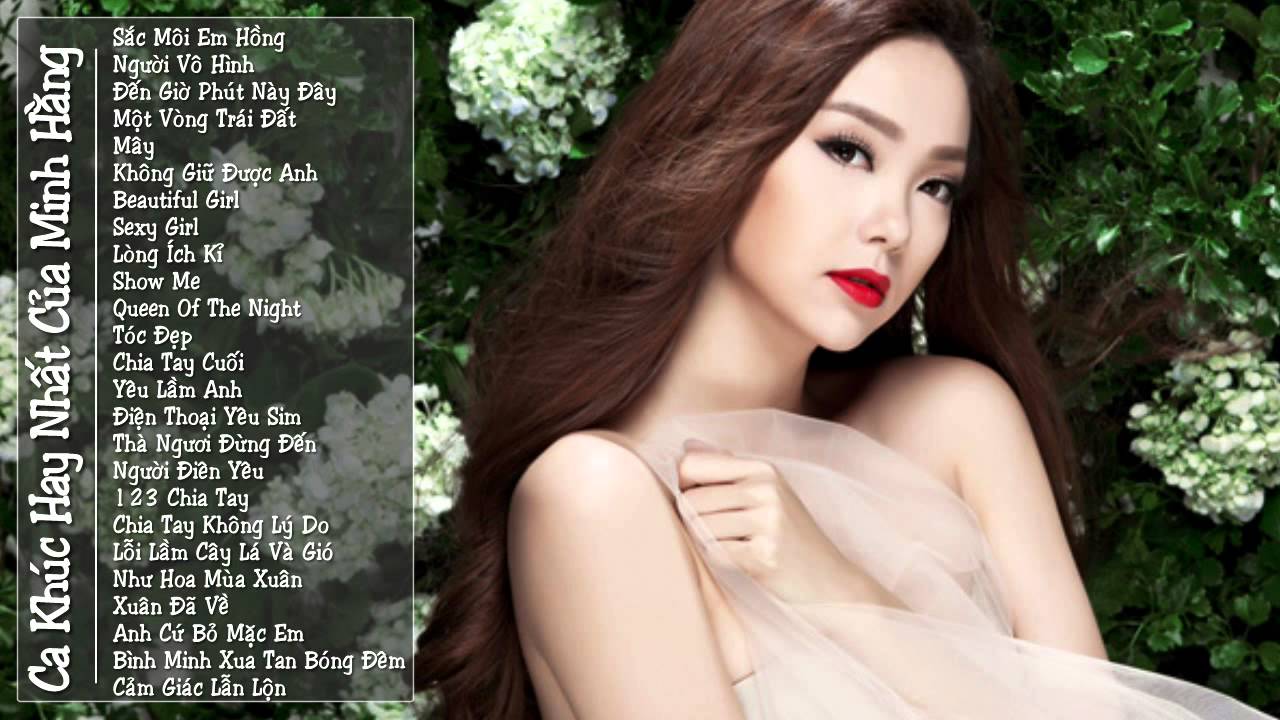 Ca Khúc Hay Nhất Của Minh Hằng
Sắc Môi Em Hồng
Người Vô Hình
Đến Giờ Phút Này Đây
Một Vòng Trái Đất
Mây
Không Giữ Được Anh
Beautiful Girl
Sexy Girl
Lòng Ích Kỉ
Show Me
Queen Of The Night
Tóc Đẹp
Chia Tay Cuối
Yêu Lầm Anh
Điện Thoại Yêu Sim
Thà Ngươi Đừng Đến
Người Điên Yêu
123 Chia Tay
Chia Tay Không Lý Do
Lỗi Lầm Cây Lá Và Gió
Như Hoa Mùa Xuân
Xuân Đã Về
Anh Cứ Bỏ Mặc Em
Bình Minh Xua Tan Bóng Đêm
Cảm Giác Lẫn Lộn